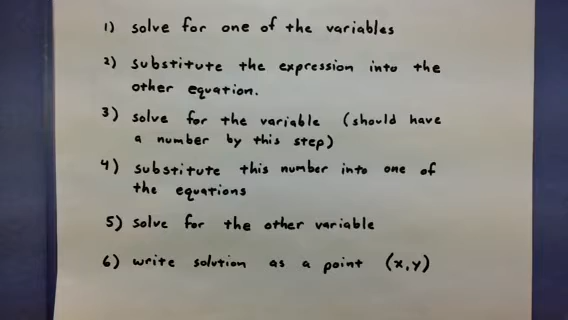 1) solve for one of the variables
2) substitute the expression into the
other equation.
3) solve for the variable (should have
a number by this step)
4) substitute this number into one of
the equations
5) solve for the other variable
6) write solution as a point (x,y)